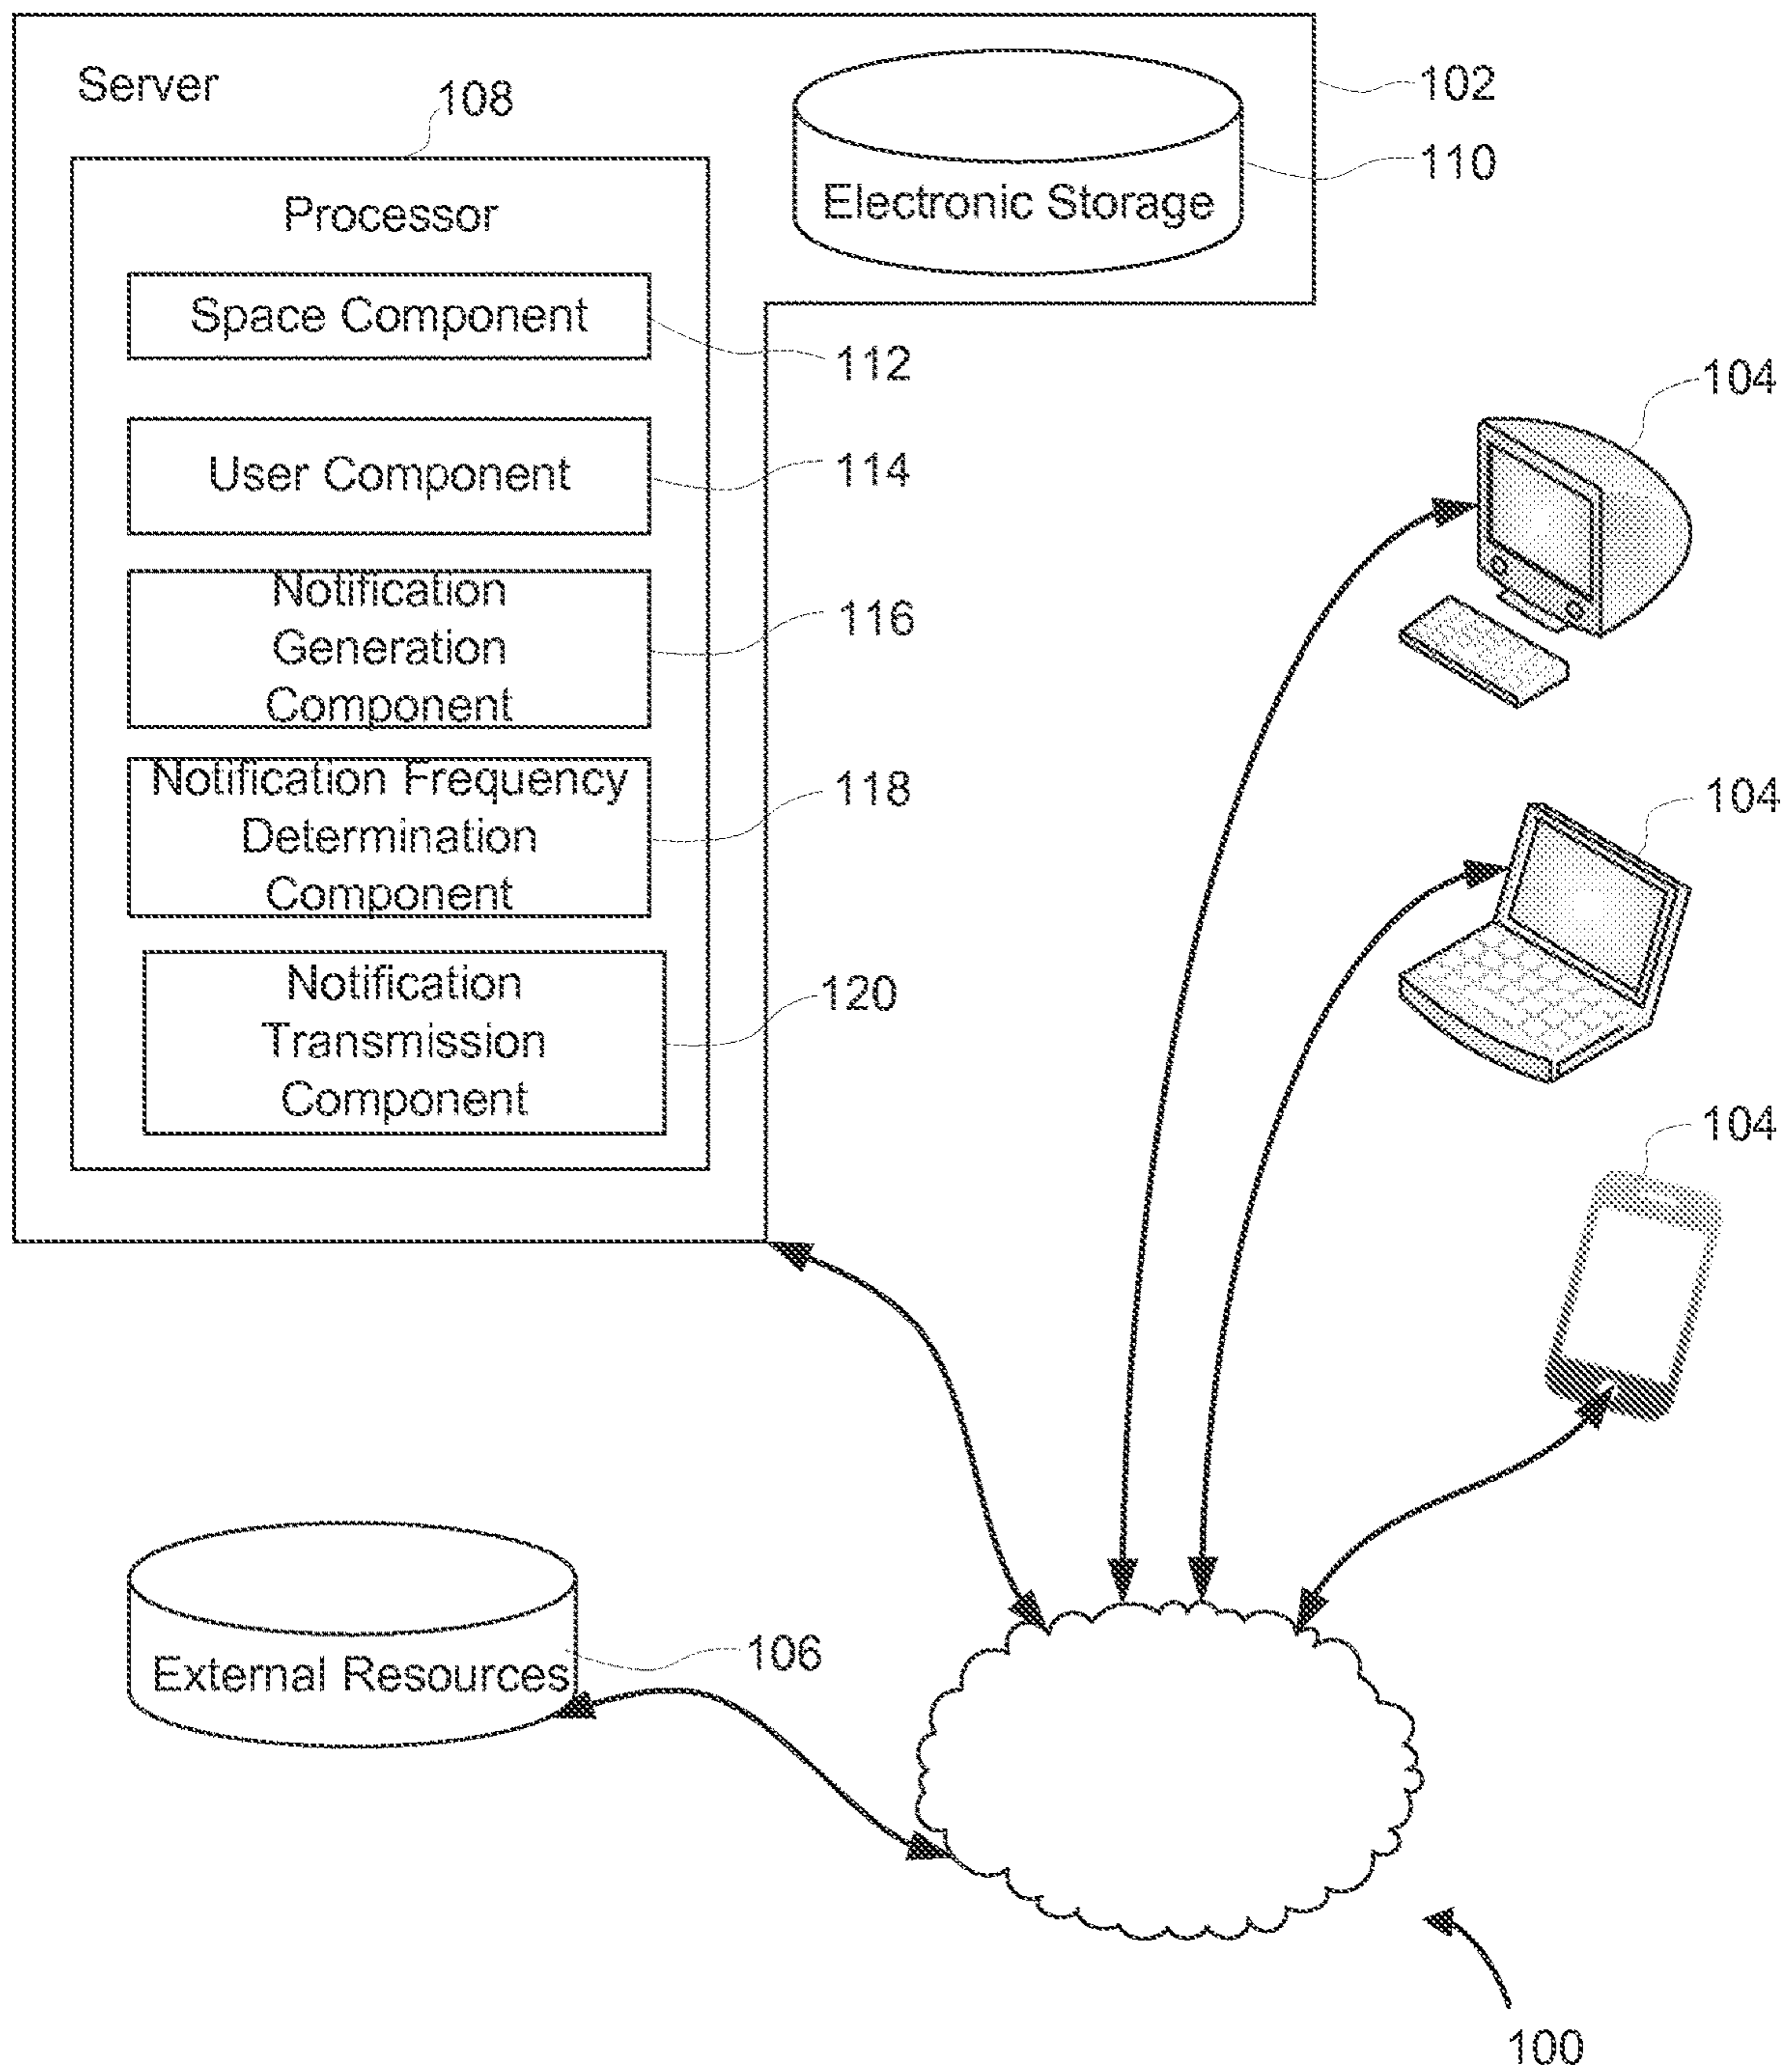 Server
108
102
Electronic Storage
110
Processor
Space Component
112
User Component
114
Notification
Generation
Component
116
Notification Frequency
Determination
Component
118
Notification
Transmission
Component
120
104
104
104
External Resources
106
100